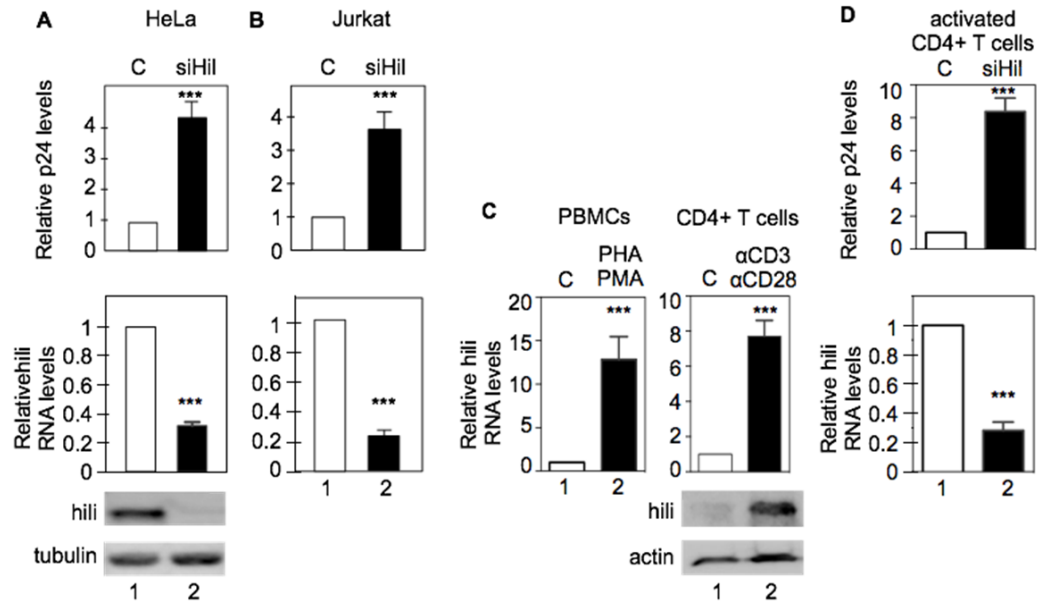 A HeLa
C siHil
***
Relative p24 levels
4
3
2
1
0
Relativehili
RNA levels
1
0.8
0.6
0.4
0.2
0
***
hili
tubulin
1 2
B Jurkat
C siHil
***
4
3
2
1
0
1
0.8
0.6
0.4
0.2
0
***
1 2
C
PBMCs
C PHA
PMA
Relative hili
RNA levels
20
15
10
5
0
***
1 2
CD4+ T cells
C αCD3
αCD28
10
8
6
4
2
0
***
hili
actin
1 2
D activated
CD4+ T cells
C siHil
***
Relative p24 levels
10
8
6
4
2
0
Relative hili
RNA levels
1
0.8
0.6
0.4
0.2
0
***
1 2